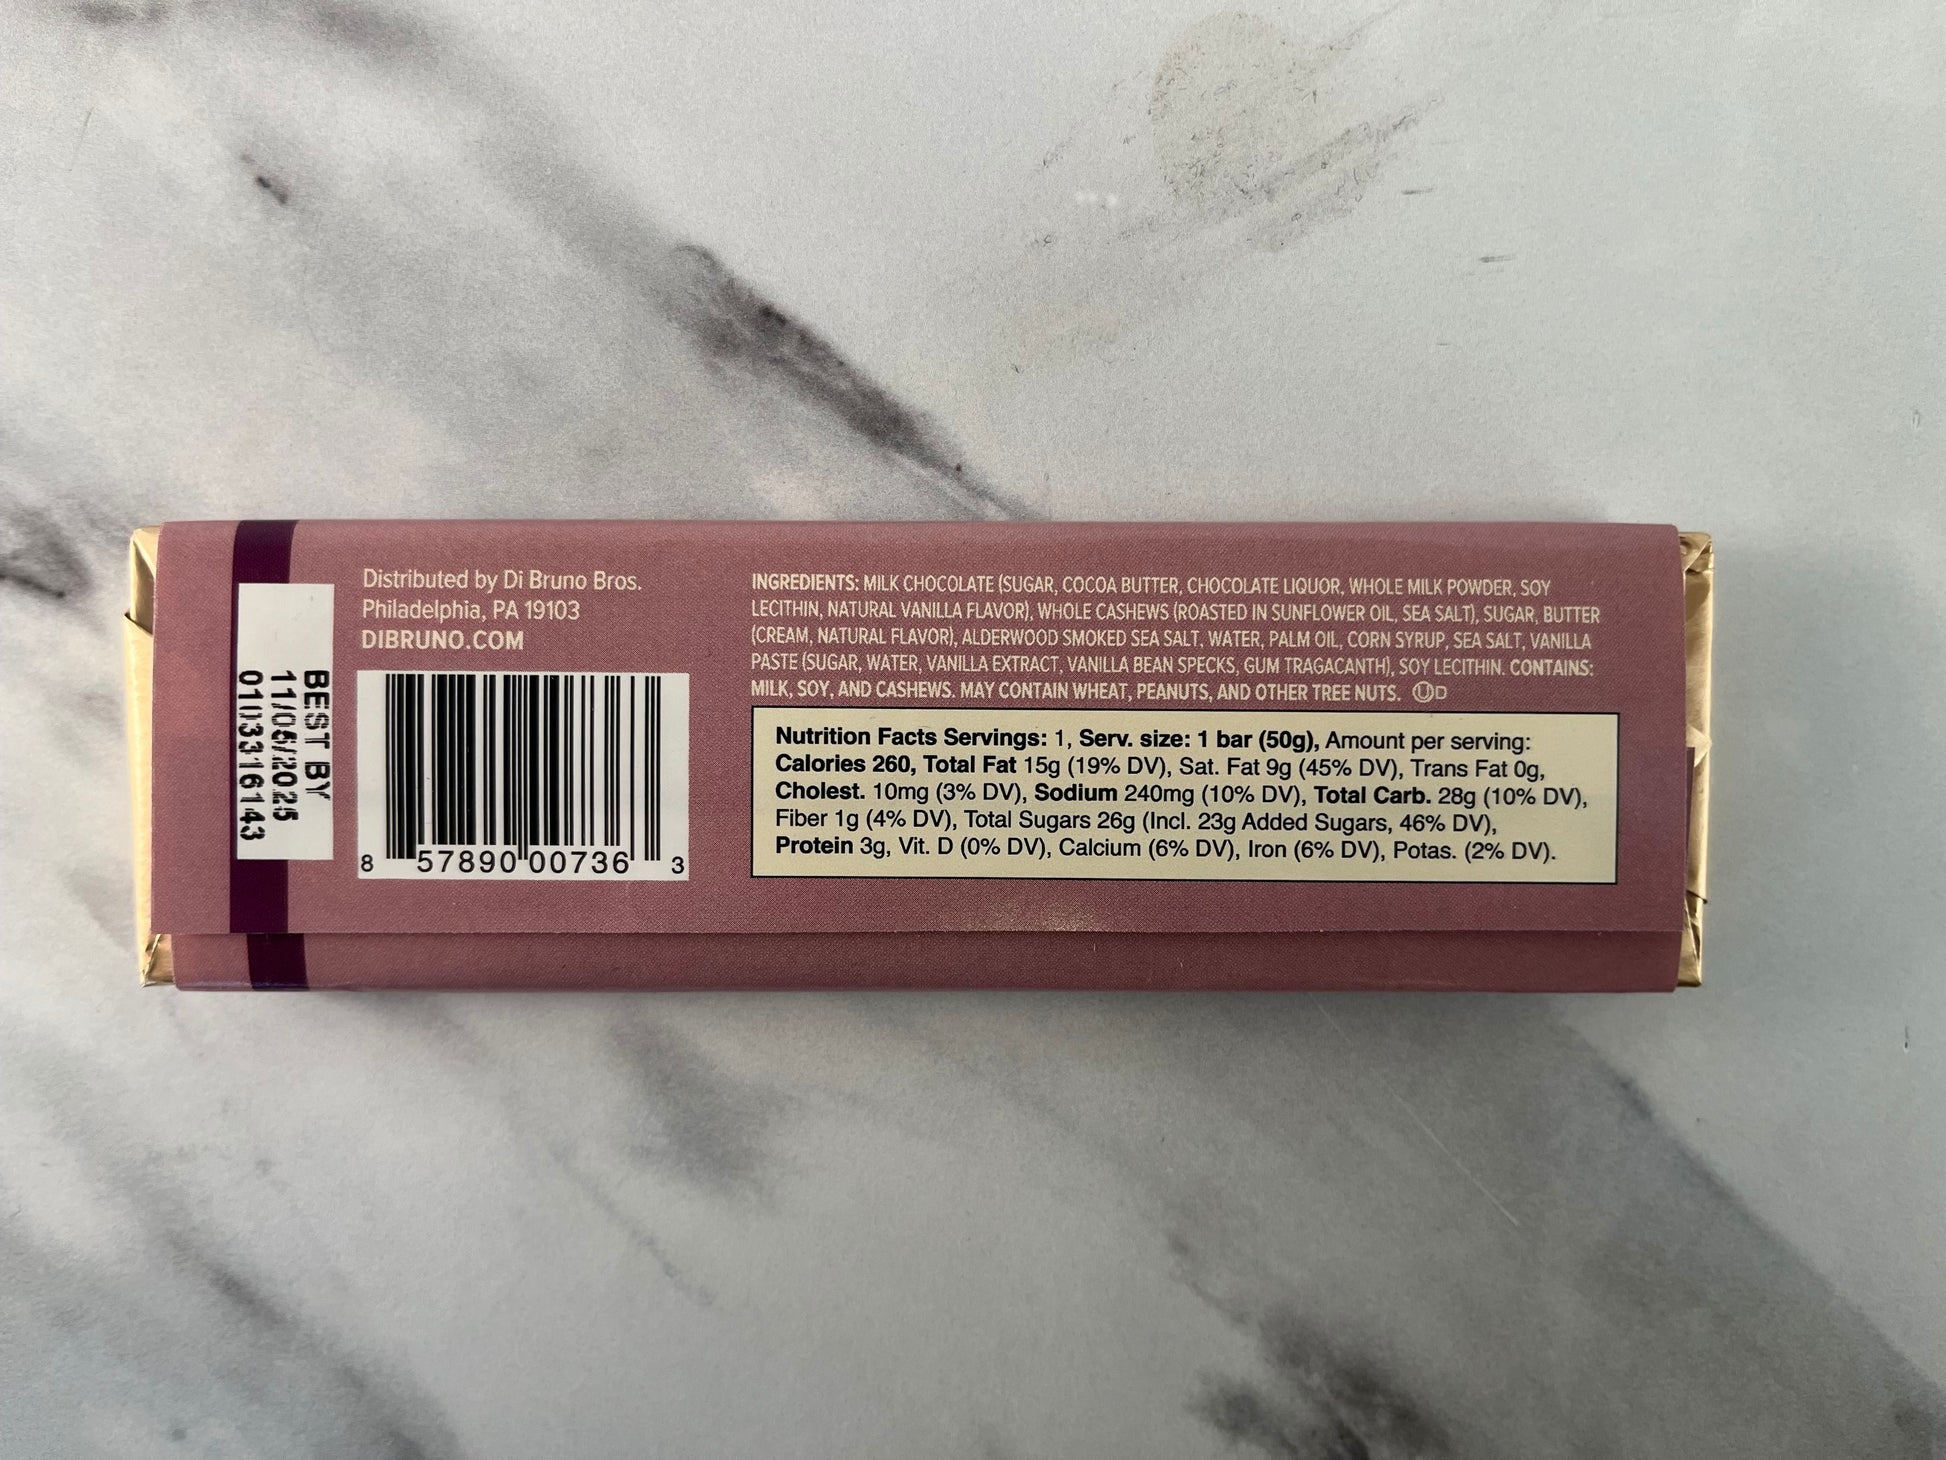 BEST BY
11/05/2025
0103316143
Distributed by Di Bruno Bros.
Philadelphia, PA 19103
DIBRUNO.COM
8 57890 00736 3
INGREDIENTS: MILK CHOCOLATE (SUGAR, COCOA BUTTER, CHOCOLATE LIQUOR, WHOLE MILK POWDER, SOY
LECITHIN, NATURAL VANILLA FLAVOR), WHOLE CASHEWS (ROASTED IN SUNFLOWER OIL, SEA SALT), SUGAR, BUTTER
(CREAM, NATURAL FLAVOR), ALDERWOOD SMOKED SEA SALT, WATER, PALM OIL, CORN SYRUP, SEA SALT, VANILLA
PASTE (SUGAR, WATER, VANILLA EXTRACT, VANILLA BEAN SPECKS, GUM TRAGACANTH), SOY LECITHIN. CONTAINS:
MILK, SOY, AND CASHEWS. MAY CONTAIN WHEAT, PEANUTS, AND OTHER TREE NUTS. ⓊD
Nutrition Facts Servings: 1, Serv. size: 1 bar (50g), Amount per serving:
Calories 260, Total Fat 15g (19% DV), Sat. Fat 9g (45% DV), Trans Fat 0g,
Cholest. 10mg (3% DV), Sodium 240mg (10% DV), Total Carb. 28g (10% DV),
Fiber 1g (4% DV), Total Sugars 26g (Incl. 23g Added Sugars, 46% DV),
Protein 3g, Vit. D (0% DV), Calcium (6% DV), Iron (6% DV), Potas. (2% DV).